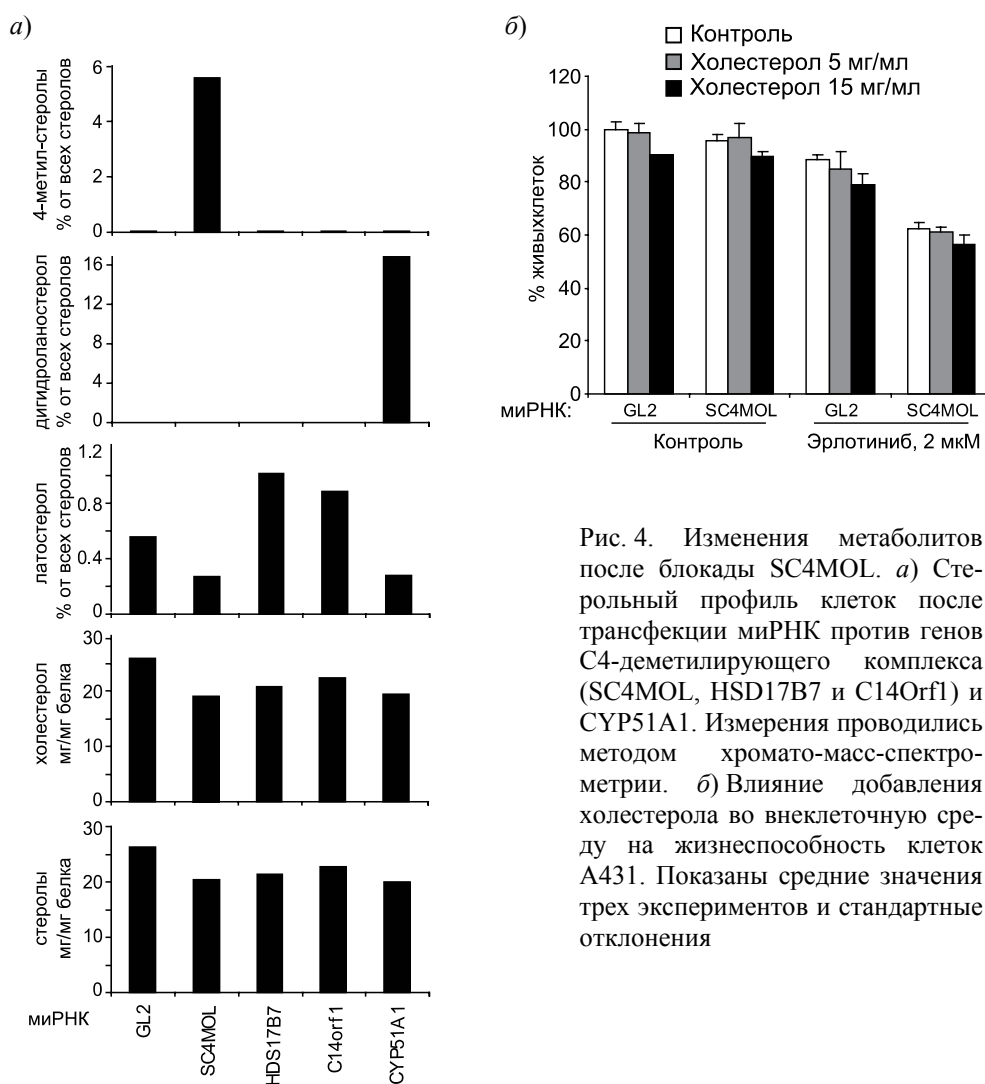 а)
4-метил-стеролы
% от всех стеролов
6
4
2
0
дигидроланостерол
% от всех стеролов
16
12
8
4
0
латостерол
% от всех стеролов
1.2
0.8
0.4
0
холестерол
мг/мг белка
30
20
10
0
стеролы
мг/мг белка
30
20
10
0
миРНК
GL2
SC4MOL
HDS17B7
C14orf1
CYP51A1
б)
Контроль
Холестерол 5 мг/мл
Холестерол 15 мг/мл
% живыхклеток
100
80
60
40
20
0
миРНК:
GL2 SC4MOL GL2 SC4MOL
Контроль Эрлотиниб, 2 мкМ
Рис. 4. Изменения метаболитов
после блокады SC4MOL. а) Сте-
рольный профиль клеток после
трансфекции миРНК против генов
С4-деметилирующего комплекса
(SC4MOL, HSD17B7 и C14Orf1) и
CYP51A1. Измерения проводились
методом хромато-масс-спектро-
метрии. б) Влияние добавления
холестерола во внеклеточную сре-
ду на жизнеспособность клеток
А431. Показаны средние значения
трех экспериментов и стандартные
отклонения